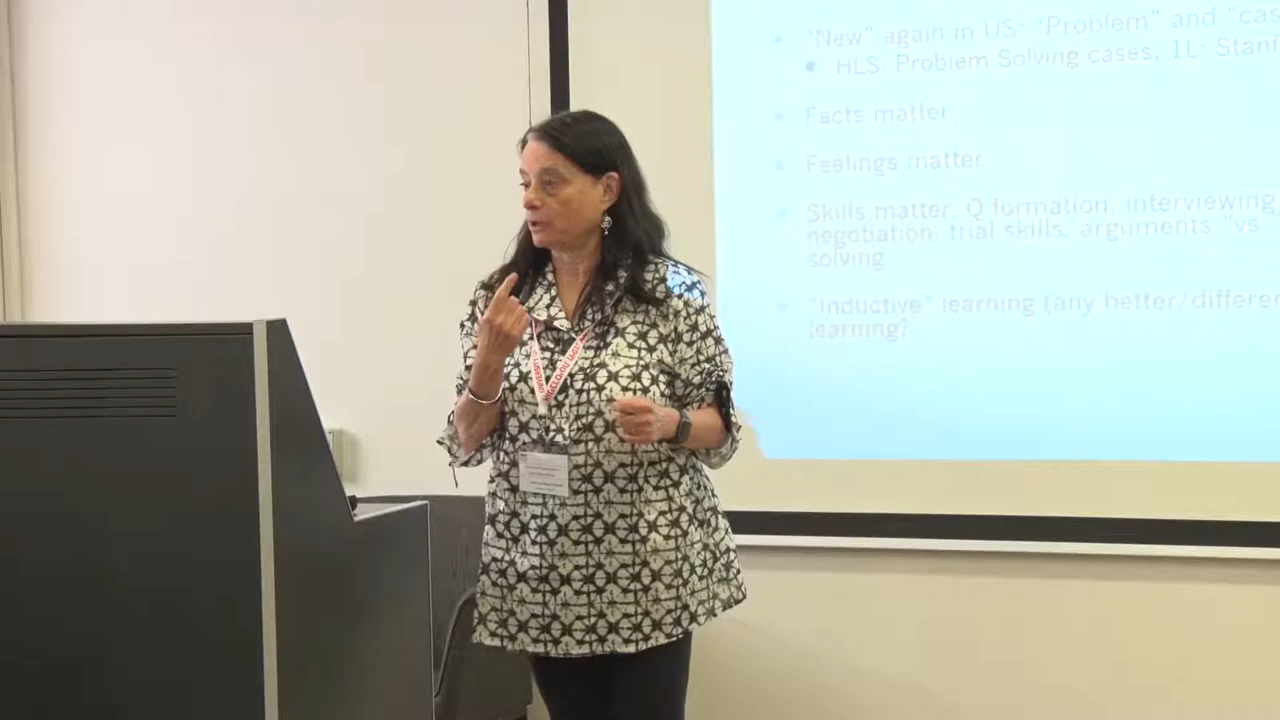 "New" again in US: "Problem" and "cas
HLS- Problem Solving cases, 1L: Stanf
Facts matter
Feelings matter
Skills matter, Q formation, interviewing
negotiation, trial skills, arguments "vs
solving
"Inductive" learning (any better/differen
learning?
UNIVERSITY